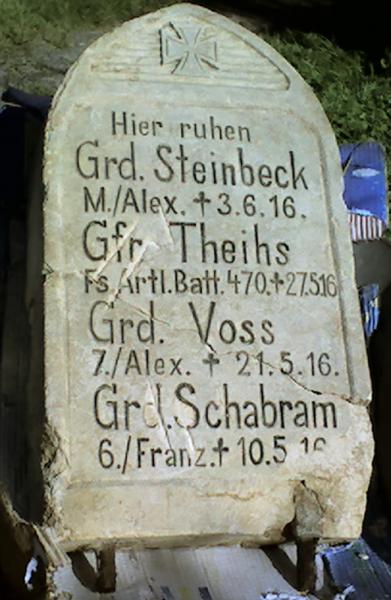 Hier ruhen
Grd. Steinbeck
M./Alex. † 3.6.16.
Gfr. Theihs
Fs. Artl. Batt. 470. † 27.5.16
Grd. Voss
7./Alex. † 21.5.16.
Grd. Schabram
6./Franz. † 10.5 16